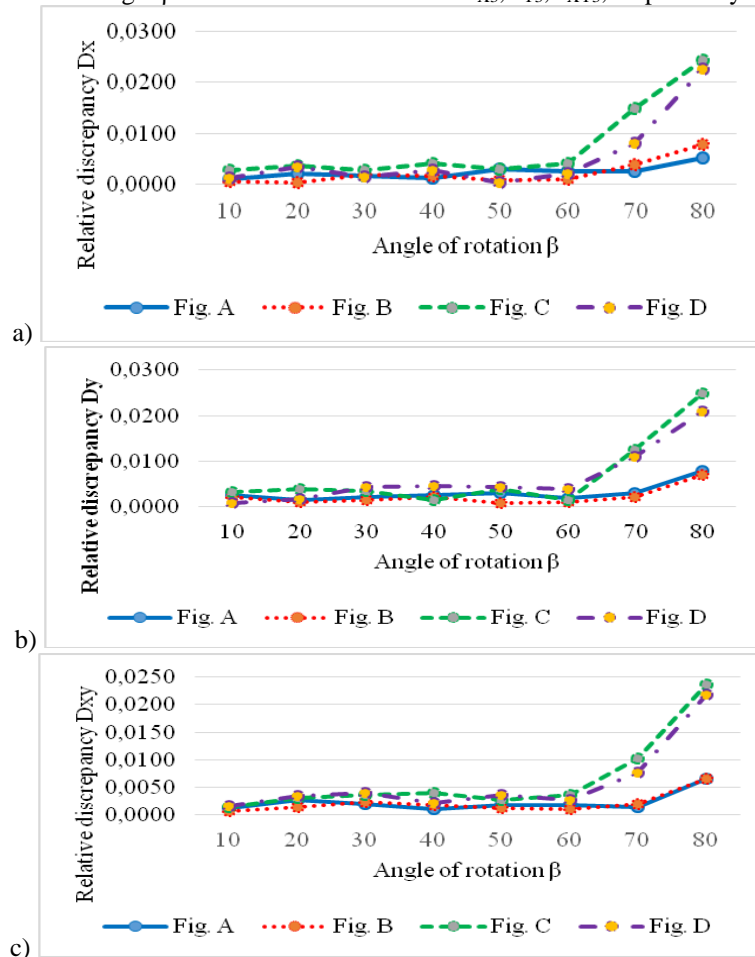 0,0300
0,0200
0,0100
0,0000
Relative discrepancy Dx
10 20 30 40 50 60 70 80
Angle of rotation β
Fig. A Fig. B Fig. C Fig. D
a)
0,0300
0,0200
0,0100
0,0000
Relative discrepancy Dy
10 20 30 40 50 60 70 80
Angle of rotation β
Fig. A Fig. B Fig. C Fig. D
b)
0,0250
0,0200
0,0150
0,0100
0,0050
0,0000
Relative discrepancy Dxy
10 20 30 40 50 60 70 80
Angle of rotation β
Fig. A Fig. B Fig. C Fig. D
c)